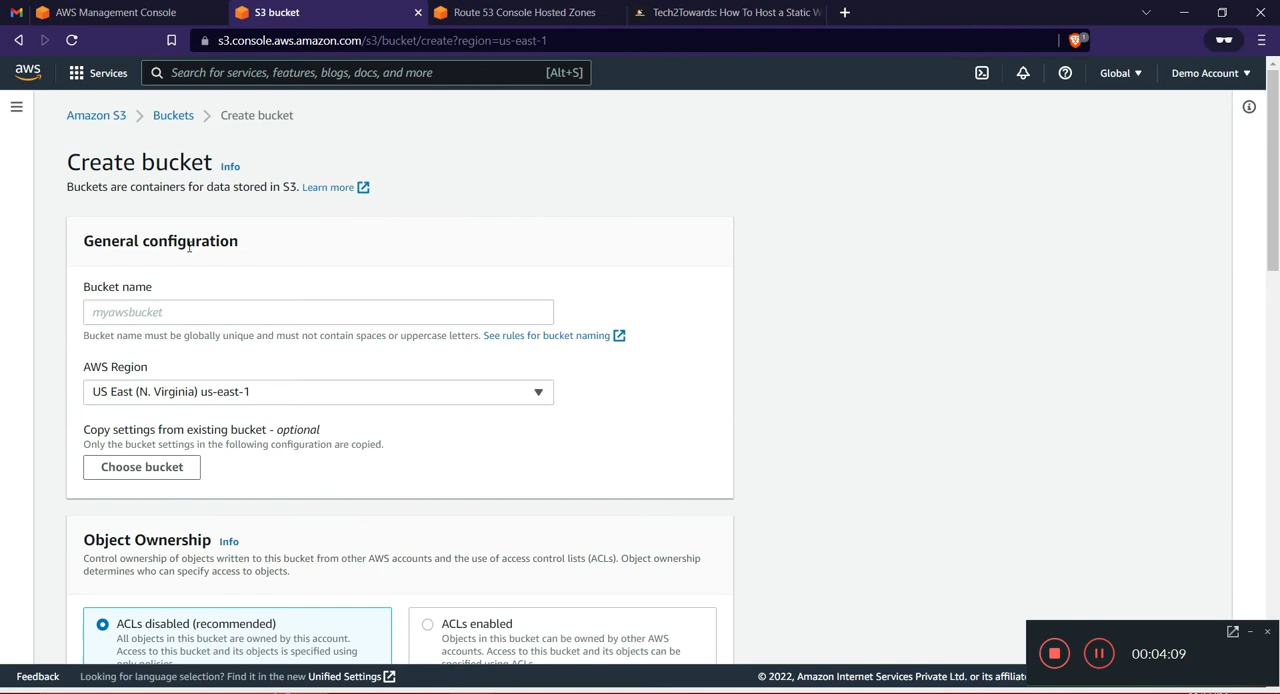 AWS Management Console
S3 bucket
Route 53 Console Hosted Zones
Tech2Towards: How To Host a Static W
s3.console.aws.amazon.com/s3/bucket/create?region=us-east-1
1
aws
Services
Search for services, features, blogs, docs, and more
[Alt+S]
Global
Demo Account
Amazon S3
Buckets
Create bucket
Create bucket Info
Buckets are containers for data stored in S3. Learn more
General configuration
Bucket name
myawsbucket
Bucket name must be globally unique and must not contain spaces or uppercase letters. See rules for bucket naming
AWS Region
US East (N. Virginia) us-east-1
Copy settings from existing bucket - optional
Only the bucket settings in the following configuration are copied.
Choose bucket
Object Ownership Info
Control ownership of objects written to this bucket from other AWS accounts and the use of access control lists (ACLs). Object ownership
determines who can specify access to objects.
ACLs disabled (recommended)
All objects in this bucket are owned by this account.
Access to this bucket and its objects is specified using
only policies.
ACLs enabled
Objects in this bucket can be owned by other AWS
accounts. Access to this bucket and its objects can be
specified using ACLs.
00:04:09
Feedback
Looking for language selection? Find it in the new Unified Settings
© 2022, Amazon Internet Services Private Ltd. or its affiliat